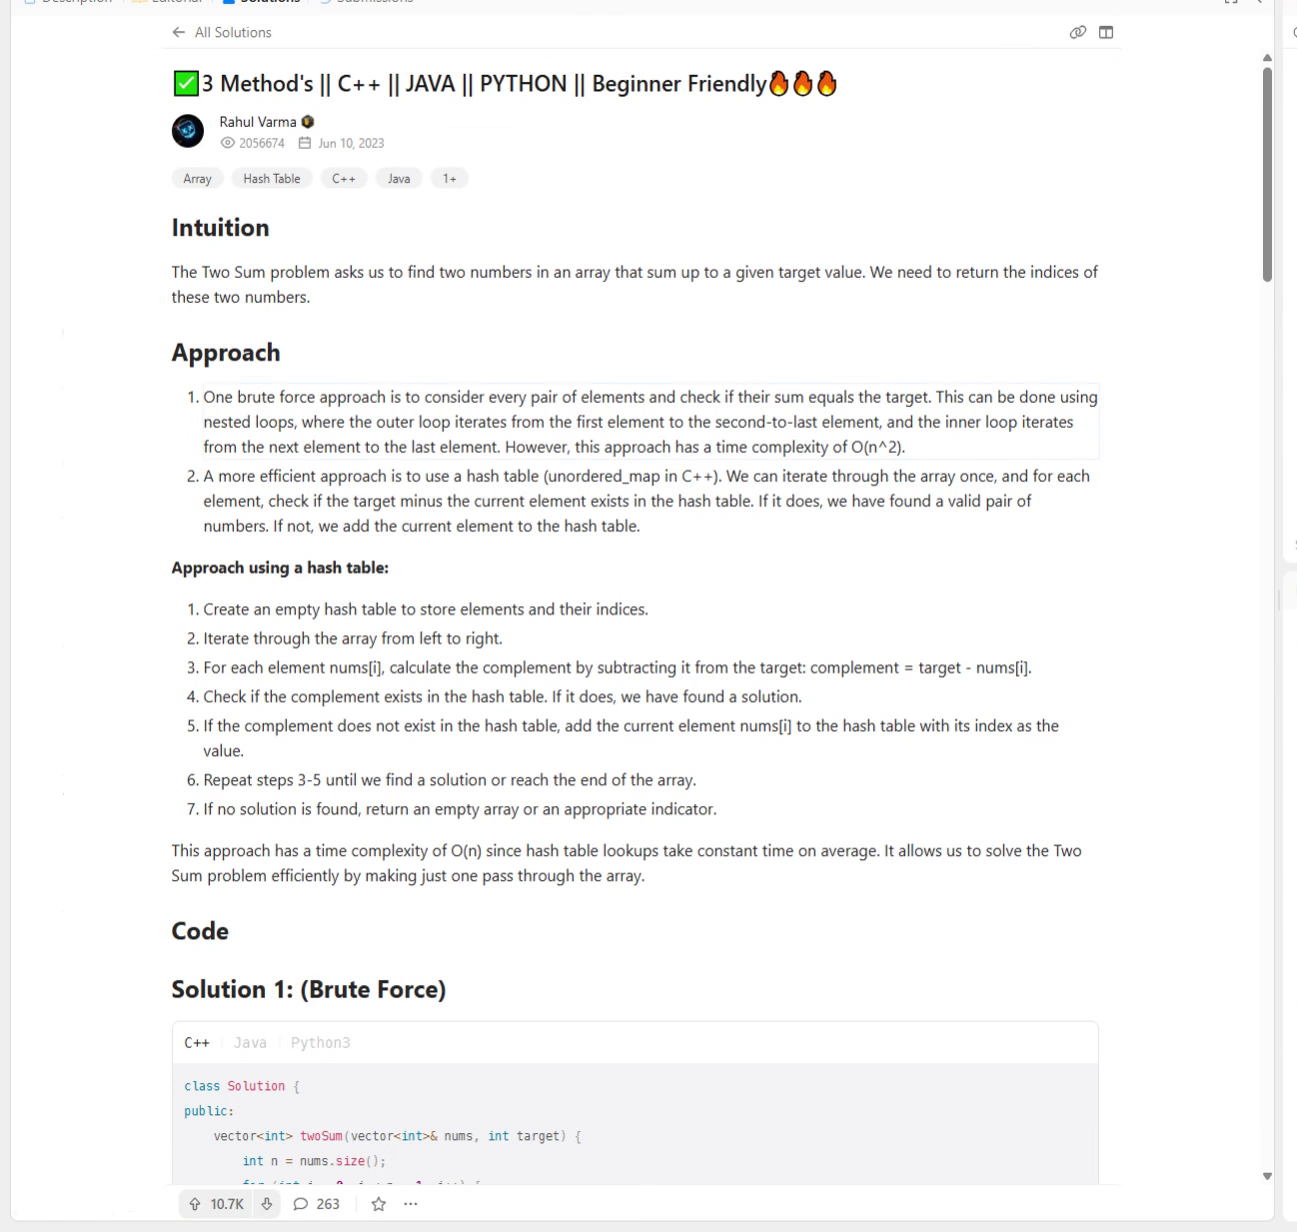 Description Editorial Solutions Submissions
All Solutions
✅3 Method's || C++ || JAVA || PYTHON || Beginner Friendly🔥🔥🔥
Rahul Varma
2056674 Jun 10, 2023
Array Hash Table C++ Java 1+
Intuition
The Two Sum problem asks us to find two numbers in an array that sum up to a given target value. We need to return the indices of
these two numbers.
Approach
1. One brute force approach is to consider every pair of elements and check if their sum equals the target. This can be done using
nested loops, where the outer loop iterates from the first element to the second-to-last element, and the inner loop iterates
from the next element to the last element. However, this approach has a time complexity of O(n^2).
2. A more efficient approach is to use a hash table (unordered_map in C++). We can iterate through the array once, and for each
element, check if the target minus the current element exists in the hash table. If it does, we have found a valid pair of
numbers. If not, we add the current element to the hash table.
Approach using a hash table:
1. Create an empty hash table to store elements and their indices.
2. Iterate through the array from left to right.
3. For each element nums[i], calculate the complement by subtracting it from the target: complement = target - nums[i].
4. Check if the complement exists in the hash table. If it does, we have found a solution.
5. If the complement does not exist in the hash table, add the current element nums[i] to the hash table with its index as the
value.
6. Repeat steps 3-5 until we find a solution or reach the end of the array.
7. If no solution is found, return an empty array or an appropriate indicator.
This approach has a time complexity of O(n) since hash table lookups take constant time on average. It allows us to solve the Two
Sum problem efficiently by making just one pass through the array.
Code
Solution 1: (Brute Force)
C++ Java Python3
class Solution {
public:
vector<int> twoSum(vector<int>& nums, int target) {
int n = nums.size();
10.7K 263